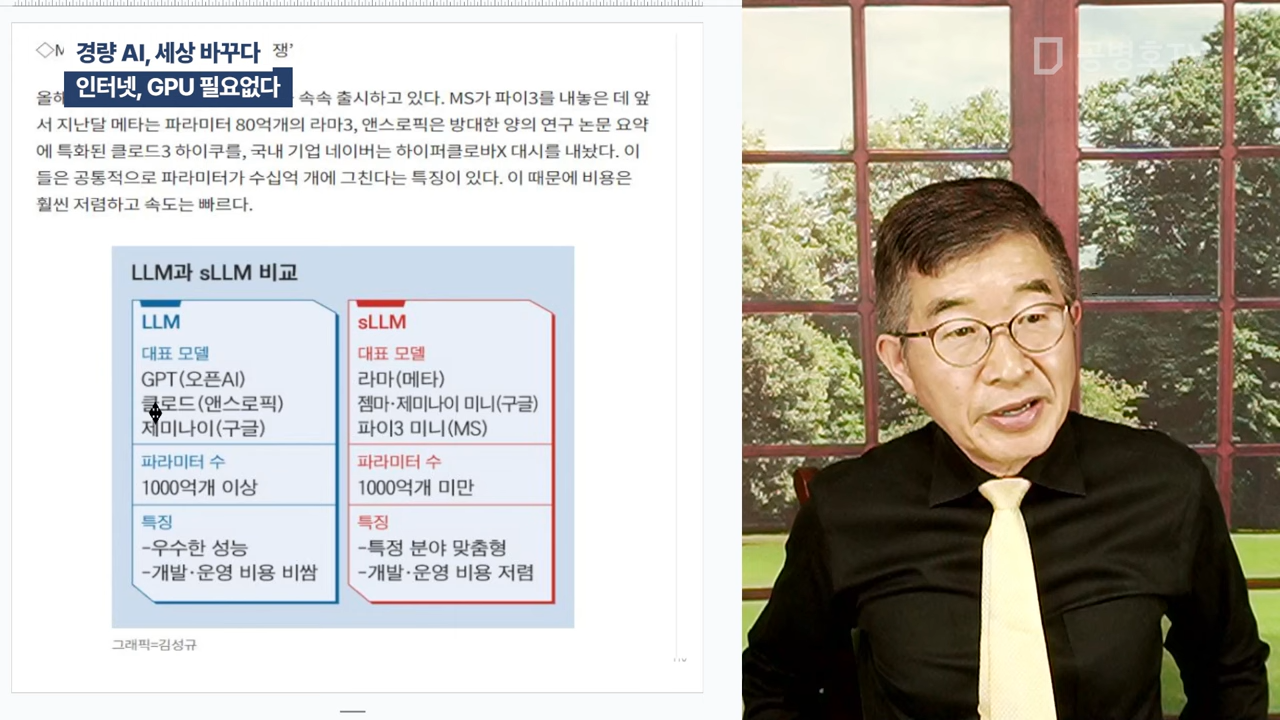 ◇M
쟁’
경량 AI, 세상 바꾸다
인터넷, GPU 필요없다
올해 속속 출시하고 있다. MS가 파이3를 내놓은 데 앞
서 지난달 메타는 파라미터 80억개의 라마3, 앤스로픽은 방대한 양의 연구 논문 요약
에 특화된 클로드3 하이쿠를, 국내 기업 네이버는 하이퍼클로바X 대시를 내놨다. 이
들은 공통적으로 파라미터가 수십억 개에 그친다는 특징이 있다. 이 때문에 비용은
훨씬 저렴하고 속도는 빠르다.
LLM과 sLLM 비교
LLM
대표 모델
GPT(오픈AI)
클로드(앤스로픽)
제미나이(구글)
파라미터 수
1000억개 이상
특징
-우수한 성능
-개발·운영 비용 비쌈
sLLM
대표 모델
라마(메타)
젬마·제미나이 미니(구글)
파이3 미니(MS)
파라미터 수
1000억개 미만
특징
-특정 분야 맞춤형
-개발·운영 비용 저렴
그래픽=김성규
공병호TV